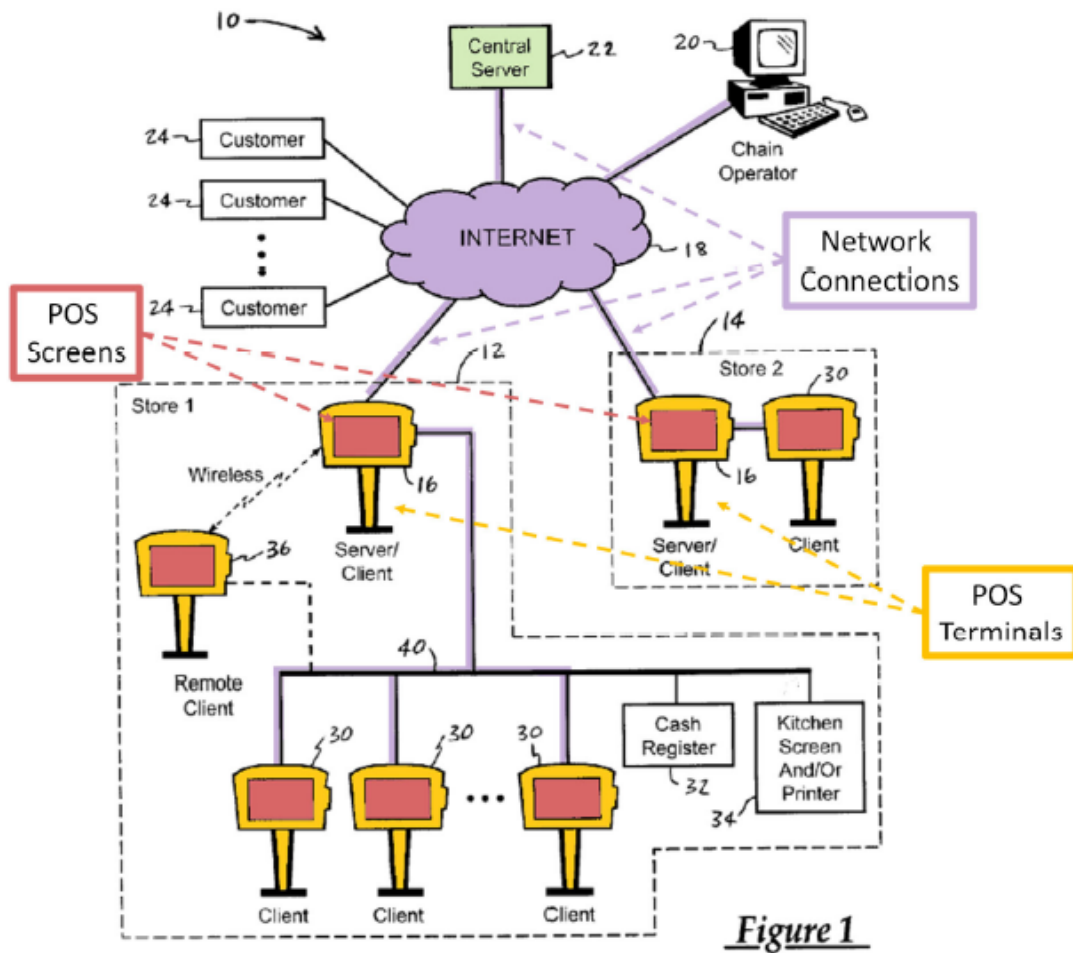 10
Central
Server
22
20
Chain
Operator
24
Customer
24
Customer
24
Customer
INTERNET
18
Network
Connections
POS
Screens
12
14
Store 1
Store 2
30
Wireless
16
16
Server/
Client
Server/
Client
Client
36
POS
Terminals
Remote
Client
40
30
30
30
Cash
Register
32
Kitchen
Screen
And/Or
Printer
34
Client
Client
Client
Figure 1